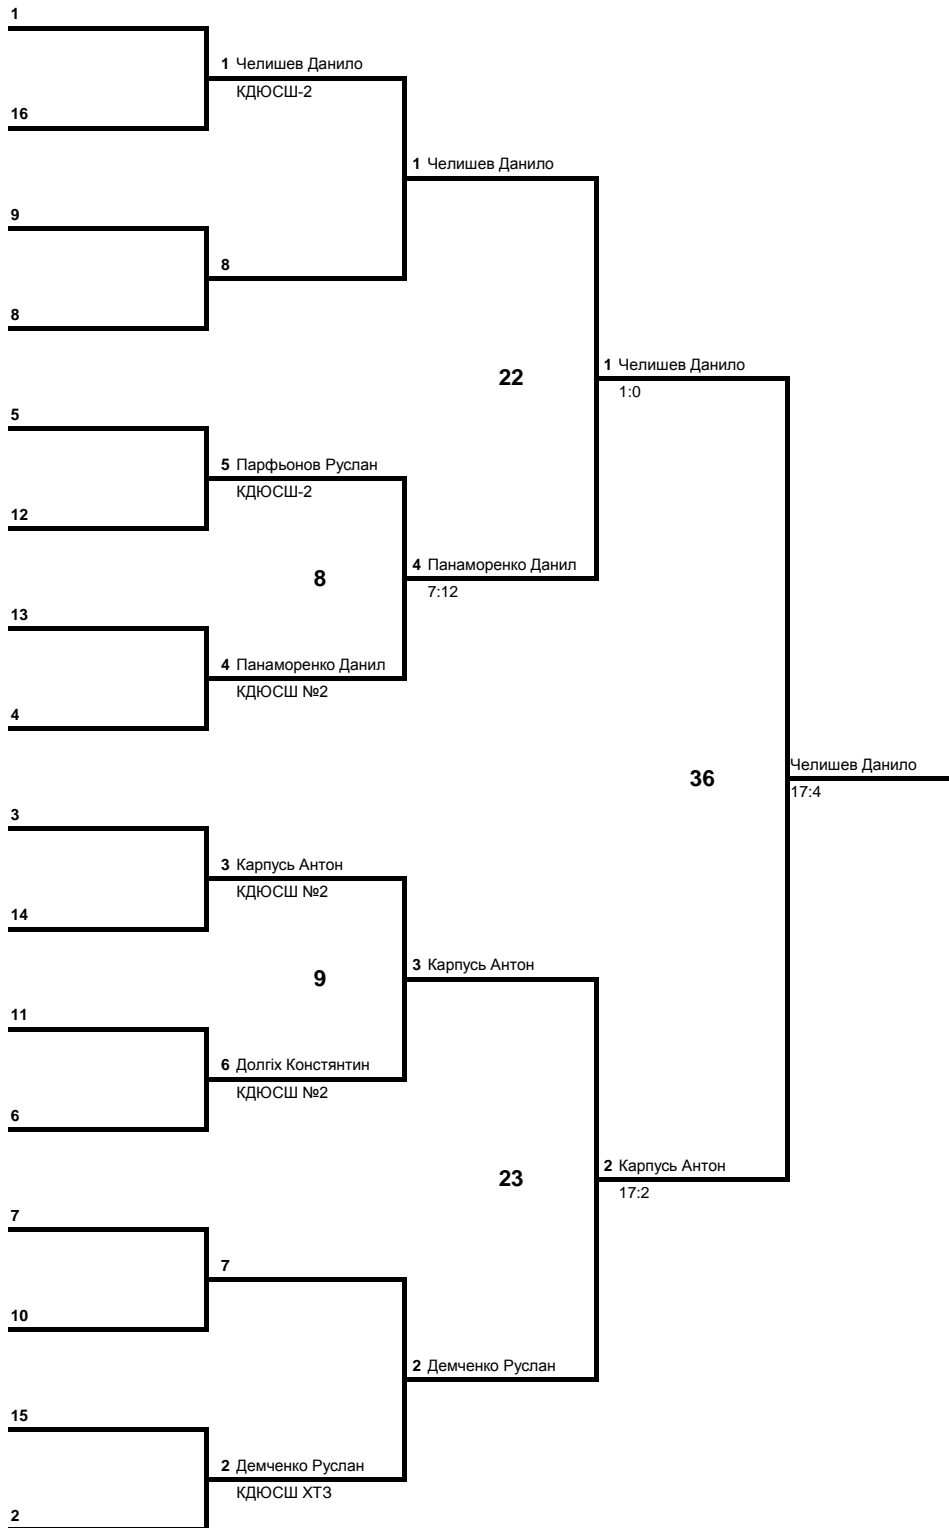 1
1 Челишев Данило
КДЮСШ-2
16
1 Челишев Данило
9
8
8
22
1 Челишев Данило
1:0
5
5 Парфьонов Руслан
КДЮСШ-2
12
8
4 Панаморенко Данил
7:12
13
4 Панаморенко Данил
КДЮСШ №2
4
36
Челишев Данило
17:4
3
3 Карпусь Антон
КДЮСШ №2
14
9
3 Карпусь Антон
11
6 Долгіх Констянтин
КДЮСШ №2
6
23
2 Карпусь Антон
17:2
7
7
10
2 Демченко Руслан
15
2 Демченко Руслан
КДЮСШ ХТЗ
2